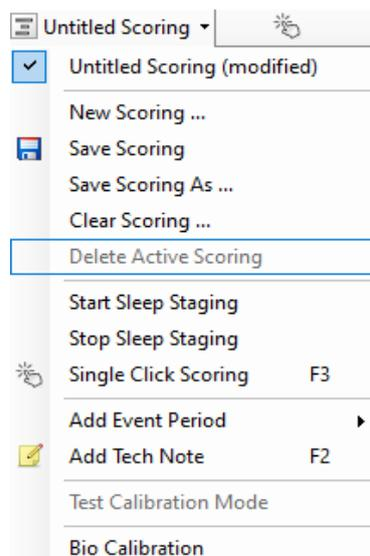 Untitled Scoring
Untitled Scoring (modified)
New Scoring ...
Save Scoring
Save Scoring As ...
Clear Scoring ...
Delete Active Scoring
Start Sleep Staging
Stop Sleep Staging
Single Click Scoring F3
Add Event Period
Add Tech Note F2
Test Calibration Mode
Bio Calibration